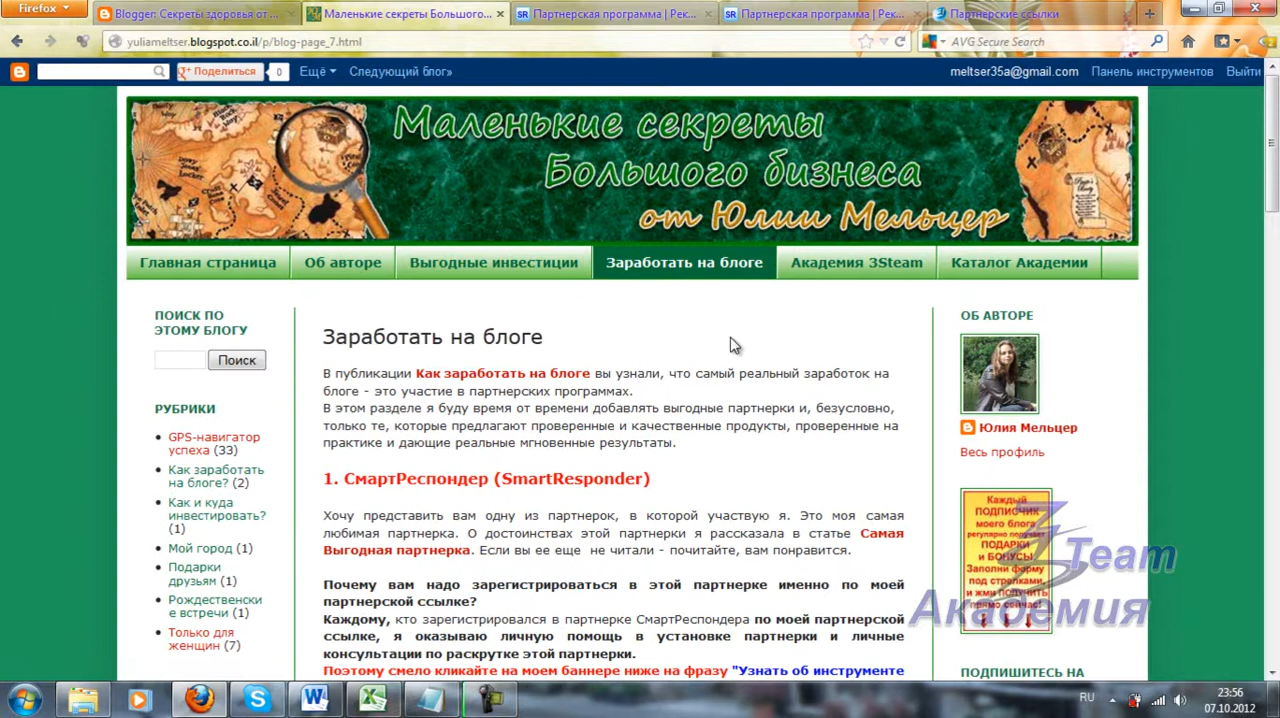 Firefox
Blogger: Секреты здоровья от ...
Маленькие секреты Большого...
Партнерская программа | Рек...
Партнерская программа | Рек...
Партнерские ссылки
yuliameltser.blogspot.co.il/p/blog-page_7.html
AVG Secure Search
Поделиться
0
Ещё
Следующий блог»
meltser35a@gmail.com
Панель инструментов
Выйти
Маленькие секреты
Большого бизнеса
от Юлии Мельцер
Главная страница
Об авторе
Выгодные инвестиции
Заработать на блоге
Академия 3Steam
Каталог Академии
ПОИСК ПО
ЭТОМУ БЛОГУ
Поиск
РУБРИКИ
GPS-навигатор
успеха (33)
Как заработать
на блоге? (2)
Как и куда
инвестировать?
(1)
Мой город (1)
Подарки
друзьям (1)
Рождественски
е встречи (1)
Только для
женщин (7)
Заработать на блоге
В публикации Как заработать на блоге вы узнали, что самый реальный заработок на
блоге - это участие в партнерских программах.
В этом разделе я буду время от времени добавлять выгодные партнерки и, безусловно,
только те, которые предлагают проверенные и качественные продукты, проверенные на
практике и дающие реальные мгновенные результаты.
1. СмартРеспондер (SmartResponder)
Хочу представить вам одну из партнерок, в которой участвую я. Это моя самая
любимая партнерка. О достоинствах этой партнерки я рассказала в статье Самая
Выгодная партнерка. Если вы ее еще не читали - почитайте, вам понравится.
Почему вам надо зарегистрироваться в этой партнерке именно по моей
партнерской ссылке?
Каждому, кто зарегистрировался в партнерке СмартРеспондера по моей партнерской
ссылке, я оказываю личную помощь в установке партнерки и личные
консультации по раскрутке этой партнерки.
Поэтому смело кликайте на моем баннере ниже на фразу "Узнать об инструменте
ОБ АВТОРЕ
Юлия Мельцер
Весь профиль
Каждый
ПОДПИСЧИК
моего блога
регулярно получает
ПОДАРКИ
и БОНУСЫ!
Заполни форму
под стрелками,
и жми ПОЛУЧИТЬ
прямо сейчас!
3Team
Академия
ПОДПИШИТЕСЬ НА
RU
23:56
07.10.2012